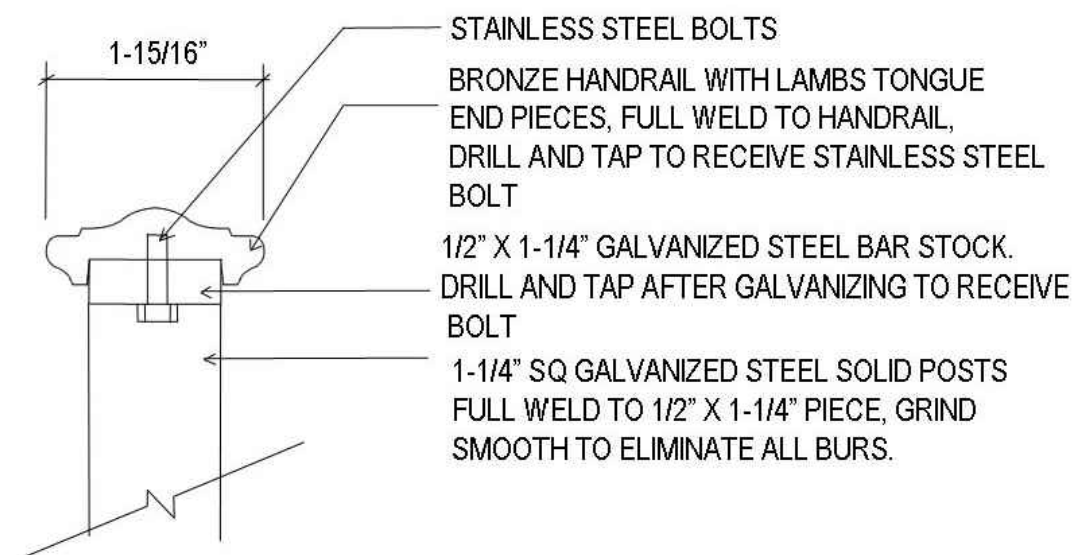 1-15/16”
STAINLESS STEEL BOLTS
BRONZE HANDRAIL WITH LAMBS TONGUE
END PIECES, FULL WELD TO HANDRAIL,
DRILL AND TAP TO RECEIVE STAINLESS STEEL
BOLT
1/2” X 1-1/4” GALVANIZED STEEL BAR STOCK.
DRILL AND TAP AFTER GALVANIZING TO RECEIVE
BOLT
1-1/4” SQ GALVANIZED STEEL SOLID POSTS
FULL WELD TO 1/2” X 1-1/4” PIECE, GRIND
SMOOTH TO ELIMINATE ALL BURS.